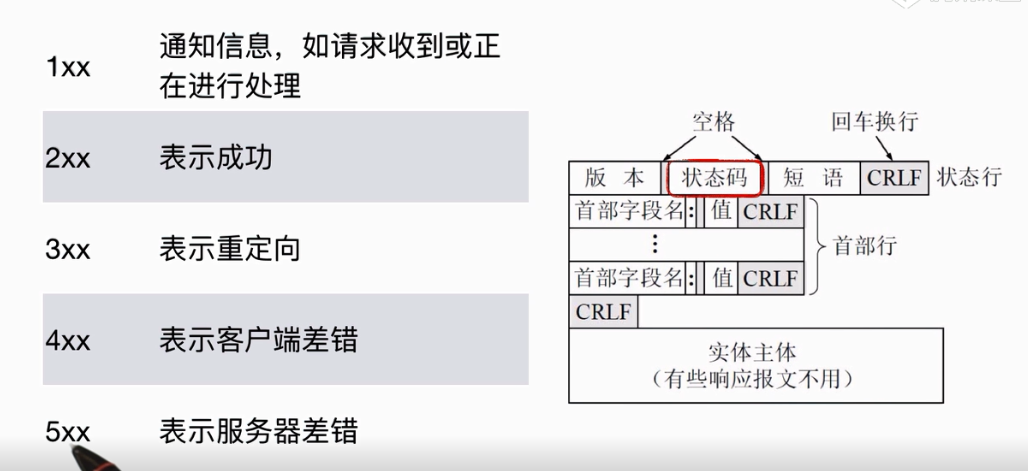 1xx 通知信息，如请求收到或正
在进行处理
2xx 表示成功
3xx 表示重定向
4xx 表示客户端差错
5xx 表示服务器差错
空格 回车换行
版 本 状态码 短 语 CRLF 状态行
首部字段名: 值 CRLF
⋮ 首部行
首部字段名: 值 CRLF
CRLF
实体主体
（有些响应报文不用）